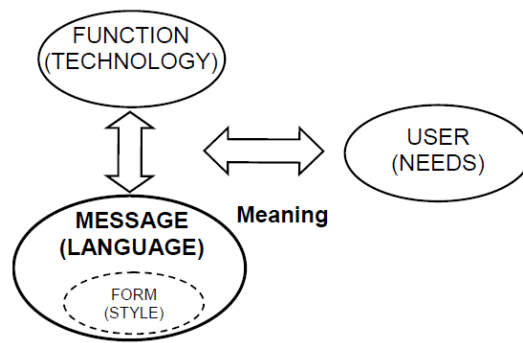 FUNCTION
(TECHNOLOGY)
USER
(NEEDS)
MESSAGE
(LANGUAGE)
Meaning
FORM
(STYLE)